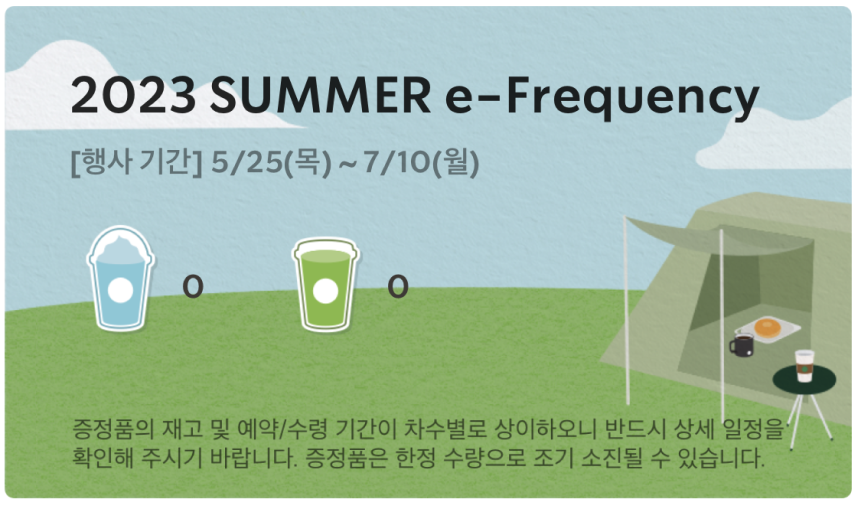 2023 SUMMER e-Frequency
[행사 기간] 5/25(목) ~ 7/10(월)
0 0
증정품의 재고 및 예약/수령 기간이 차수별로 상이하오니 반드시 상세 일정을
확인해 주시기 바랍니다. 증정품은 한정 수량으로 조기 소진될 수 있습니다.